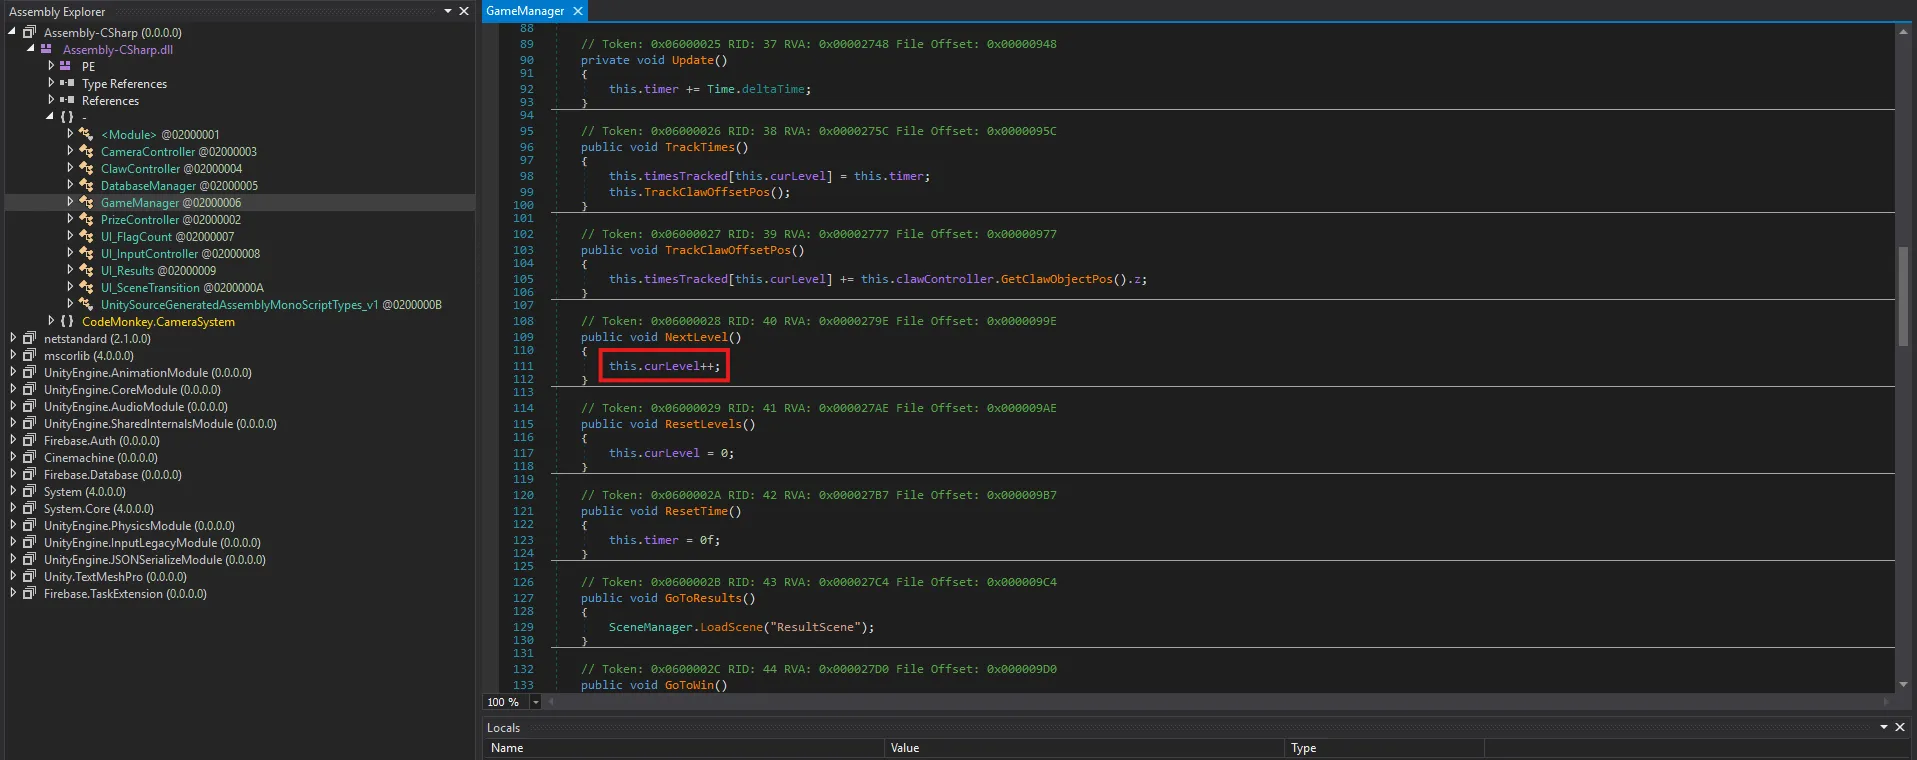 Assembly Explorer
Assembly-CSharp (0.0.0.0)
Assembly-CSharp.dll
PE
Type References
References
{ } -
<Module> @02000001
CameraController @02000003
ClawController @02000004
DatabaseManager @02000005
GameManager @02000006
PrizeController @02000002
UI_FlagCount @02000007
UI_InputController @02000008
UI_Results @02000009
UI_SceneTransition @0200000A
UnitySourceGeneratedAssemblyMonoScriptTypes_v1 @0200000B
{ } CodeMonkey.CameraSystem
netstandard (2.1.0.0)
mscorlib (4.0.0.0)
UnityEngine.AnimationModule (0.0.0.0)
UnityEngine.CoreModule (0.0.0.0)
UnityEngine.AudioModule (0.0.0.0)
UnityEngine.SharedInternalsModule (0.0.0.0)
Firebase.Auth (0.0.0.0)
Cinemachine (0.0.0.0)
Firebase.Database (0.0.0.0)
System (4.0.0.0)
System.Core (4.0.0.0)
UnityEngine.PhysicsModule (0.0.0.0)
UnityEngine.InputLegacyModule (0.0.0.0)
UnityEngine.JSONSerializeModule (0.0.0.0)
Unity.TextMeshPro (0.0.0.0)
Firebase.TaskExtension (0.0.0.0)
GameManager
88
89 // Token: 0x06000025 RID: 37 RVA: 0x00002748 File Offset: 0x00000948
90 private void Update()
91 {
92 this.timer += Time.deltaTime;
93 }
94
95 // Token: 0x06000026 RID: 38 RVA: 0x0000275C File Offset: 0x0000095C
96 public void TrackTimes()
97 {
98 this.timesTracked[this.curLevel] = this.timer;
99 this.TrackClawOffsetPos();
100 }
101
102 // Token: 0x06000027 RID: 39 RVA: 0x00002777 File Offset: 0x00000977
103 public void TrackClawOffsetPos()
104 {
105 this.timesTracked[this.curLevel] += this.clawController.GetClawObjectPos().z;
106 }
107
108 // Token: 0x06000028 RID: 40 RVA: 0x0000279E File Offset: 0x0000099E
109 public void NextLevel()
110 {
111 this.curLevel++;
112 }
113
114 // Token: 0x06000029 RID: 41 RVA: 0x000027AE File Offset: 0x000009AE
115 public void ResetLevels()
116 {
117 this.curLevel = 0;
118 }
119
120 // Token: 0x0600002A RID: 42 RVA: 0x000027B7 File Offset: 0x000009B7
121 public void ResetTime()
122 {
123 this.timer = 0f;
124 }
125
126 // Token: 0x0600002B RID: 43 RVA: 0x000027C4 File Offset: 0x000009C4
127 public void GoToResults()
128 {
129 SceneManager.LoadScene("ResultScene");
130 }
131
132 // Token: 0x0600002C RID: 44 RVA: 0x000027D0 File Offset: 0x000009D0
133 public void GoToWin()
100 %
Locals
Name Value Type